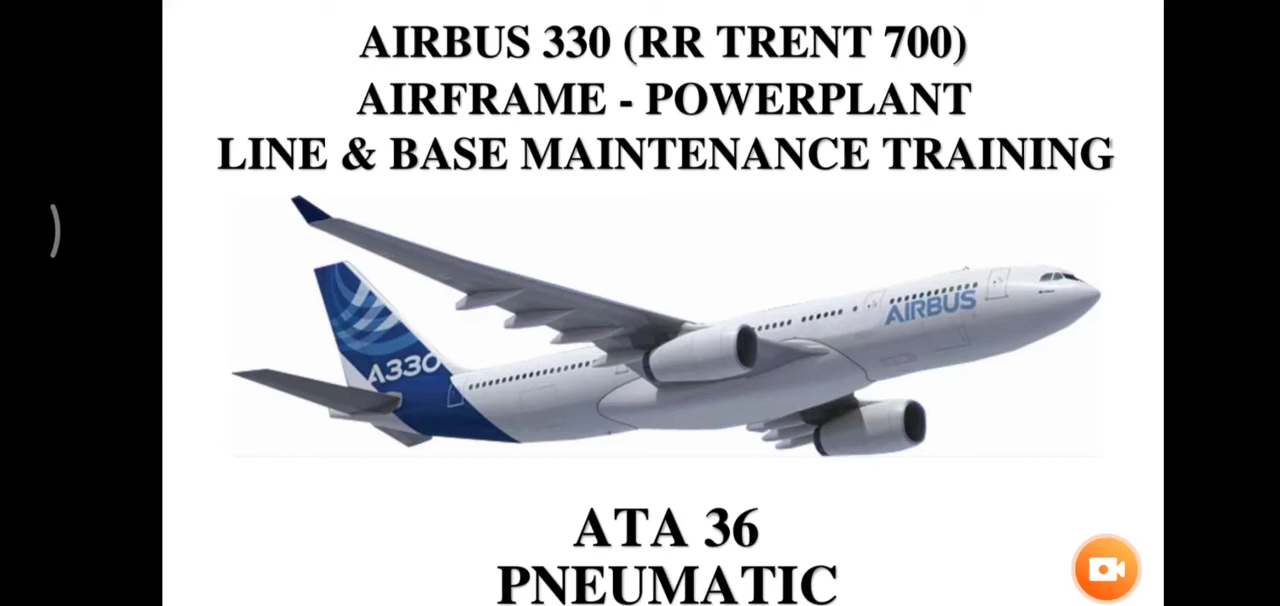 AIRBUS 330 (RR TRENT 700)
AIRFRAME - POWERPLANT
LINE & BASE MAINTENANCE TRAINING
AIRBUS
A330
ATA 36
PNEUMATIC